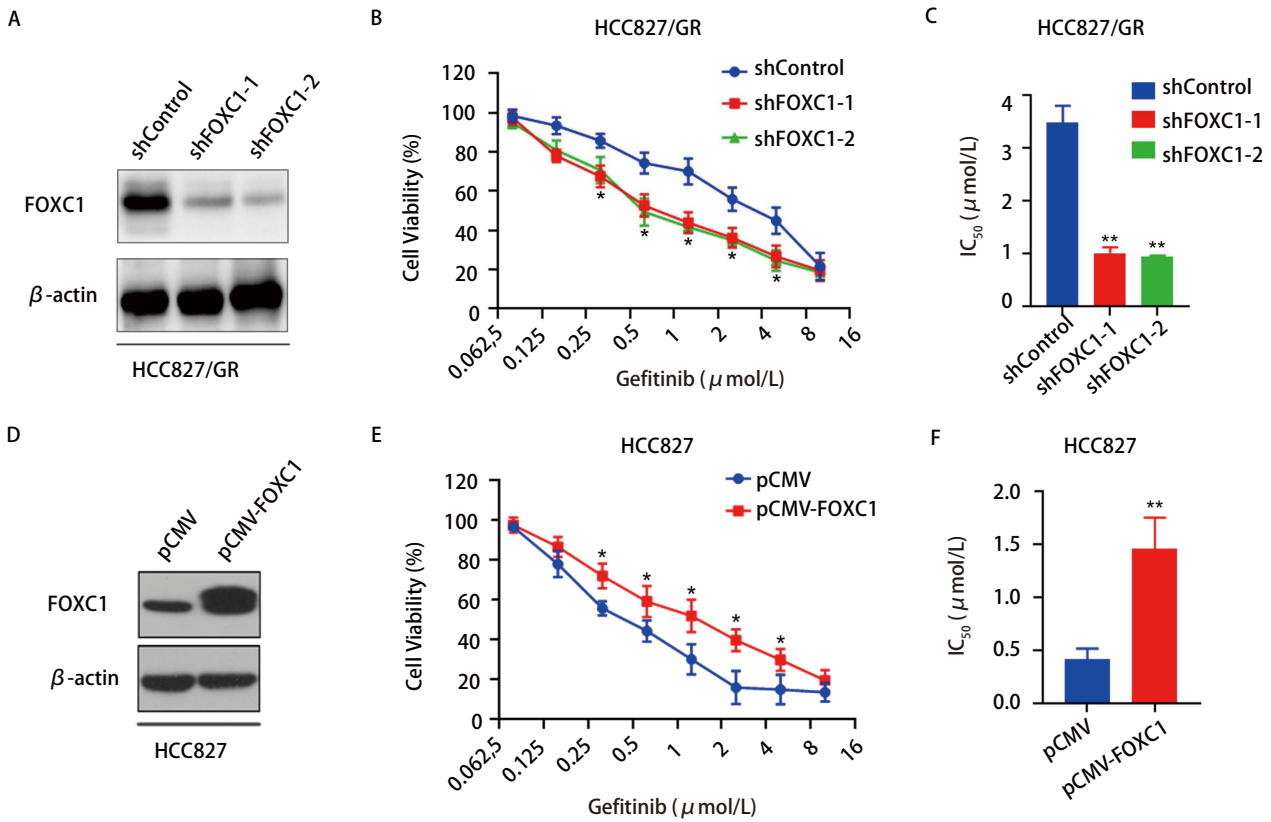 A
shControl
shFOXC1-1
shFOXC1-2
FOXC1
β-actin
HCC827/GR
B
HCC827/GR
shControl
shFOXC1-1
shFOXC1-2
120
100
80
60
40
20
0
Cell Viability (%)
*
*
*
*
*
0.062,5
0.125
0.25
0.5
1
2
4
8
16
Gefitinib (μmol/L)
C
HCC827/GR
shControl
shFOXC1-1
shFOXC1-2
4
3
2
1
0
IC50 (μmol/L)
**
**
shControl
shFOXC1-1
shFOXC1-2
D
pCMV
pCMV-FOXC1
FOXC1
β-actin
HCC827
E
HCC827
pCMV
pCMV-FOXC1
120
100
80
60
40
20
0
Cell Viability (%)
*
*
*
*
*
0.062,5
0.125
0.25
0.5
1
2
4
8
16
Gefitinib (μmol/L)
F
HCC827
2.0
1.5
1.0
0.5
0.0
IC50 (μmol/L)
**
pCMV
pCMV-FOXC1